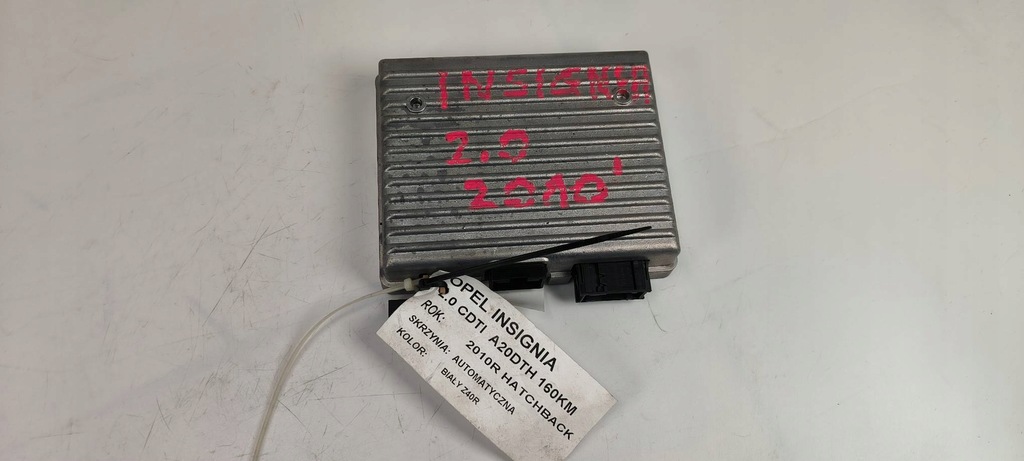 INSIGNIA
2.0
2010'
OPEL INSIGNIA
2.0 CDTI A20DTH 160KM
ROK: 2010R HATCHBACK
SKRZYNIA: AUTOMATYCZNA
KOLOR: BIAŁY Z40R